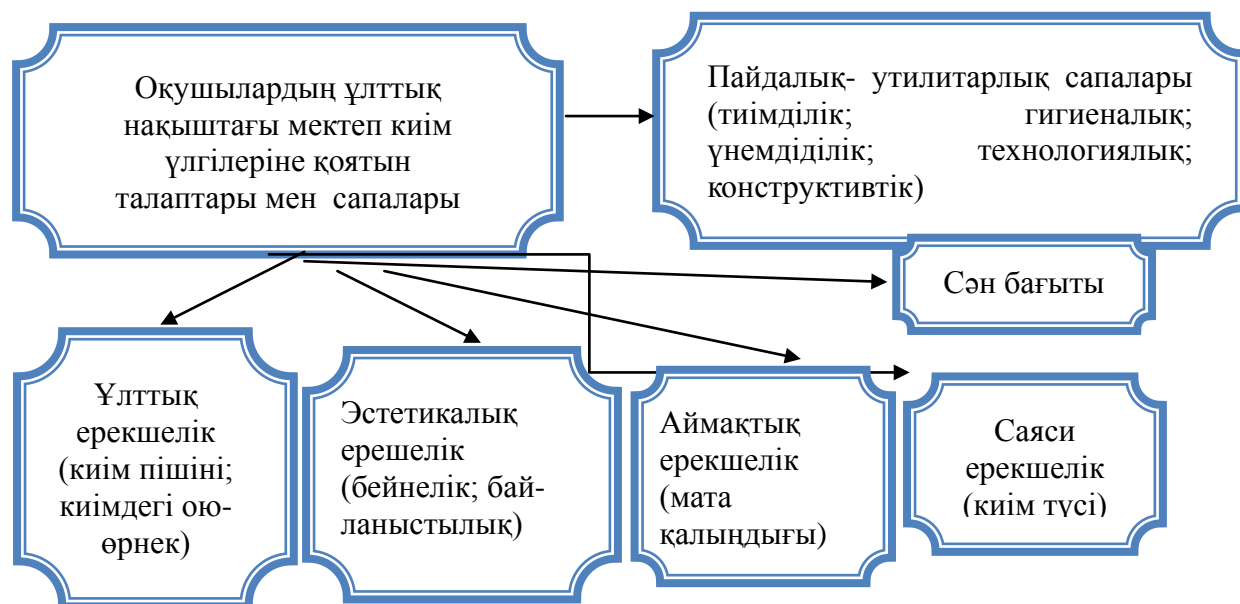 Оқушылардың ұлттық
нақыштағы мектеп киім
үлгілеріне қоятын
талаптары мен сапалары
Пайдалық- утилитарлық сапалары
(тиімділік; гигиеналық;
үнемдіділік; технологиялық;
конструктивтік)
Сән бағыты
Ұлттық
ерекшелік
(киім пішіні;
киімдегі ою-
өрнек)
Эстетикалық
ерешелік
(бейнелік; бай-
ланыстылық)
Аймақтық
ерекшелік
(мата
қалыңдығы)
Саяси
ерекшелік
(киім түсі)